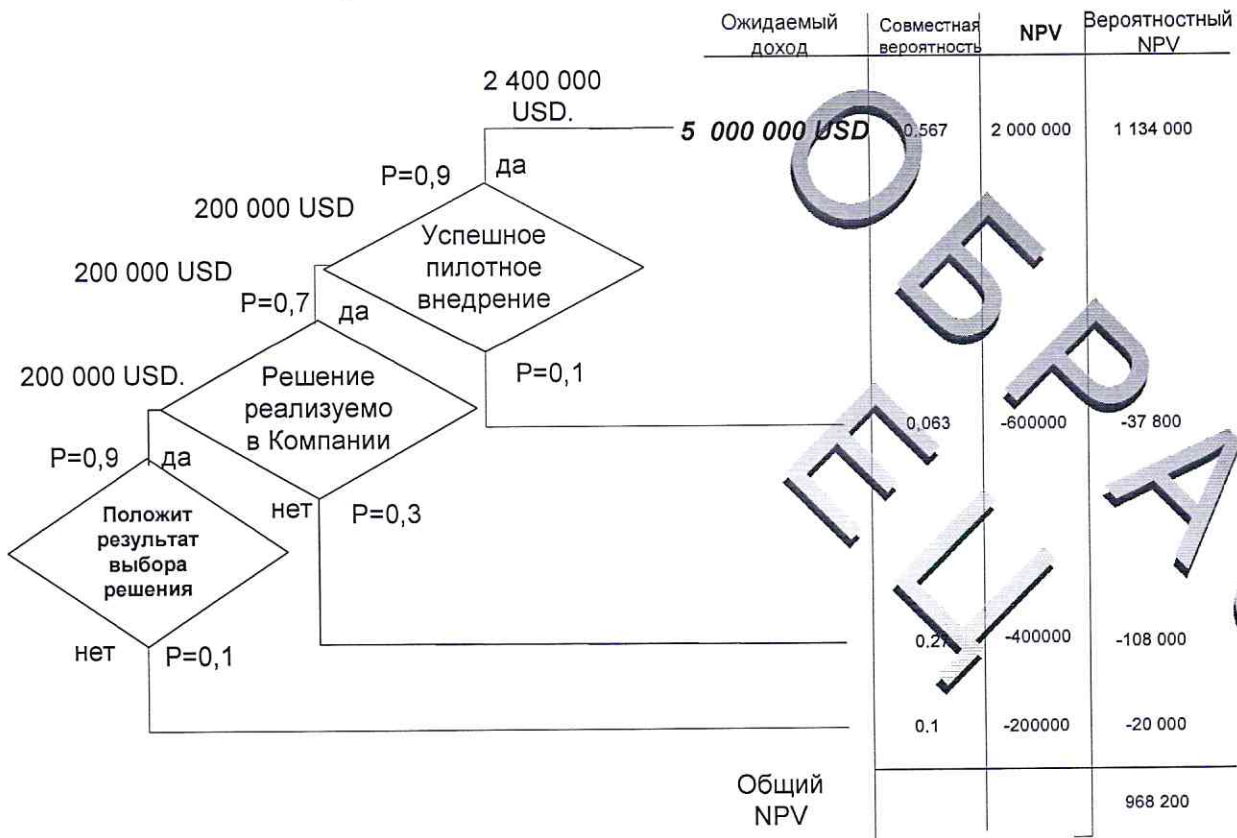 Ожидаемый
доход
Совместная
вероятность
NPV
Вероятностный
NPV
2 400 000
USD.
5 000 000 USD
0,567
2 000 000
1 134 000
P=0,9
да
200 000 USD
Успешное
пилотное
внедрение
200 000 USD
P=0,7
да
P=0,1
200 000 USD.
Решение
реализуемо
в Компании
0,063
-600000
-37 800
P=0,9
да
нет
P=0,3
Положит
результат
выбора
решения
0,27
-400000
-108 000
нет
P=0,1
0,1
-200000
-20 000
Общий
NPV
968 200
ОБРА
ЕЦ